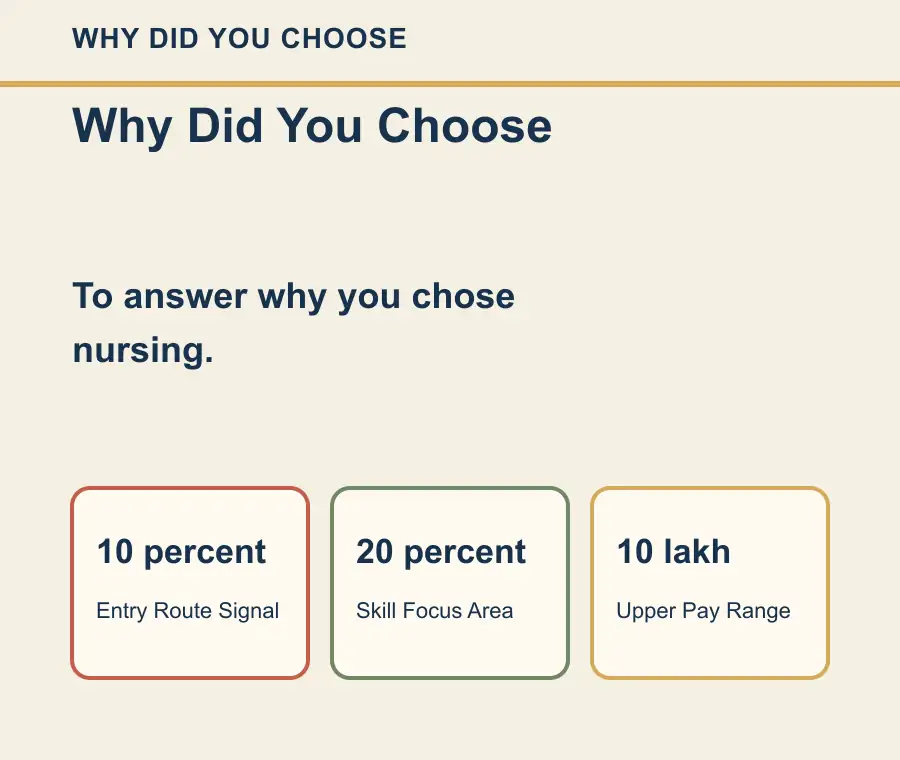 WHY DID YOU CHOOSE
Why Did You Choose
To answer why you chose
nursing.
10 percent
Entry Route Signal
20 percent
Skill Focus Area
10 lakh
Upper Pay Range